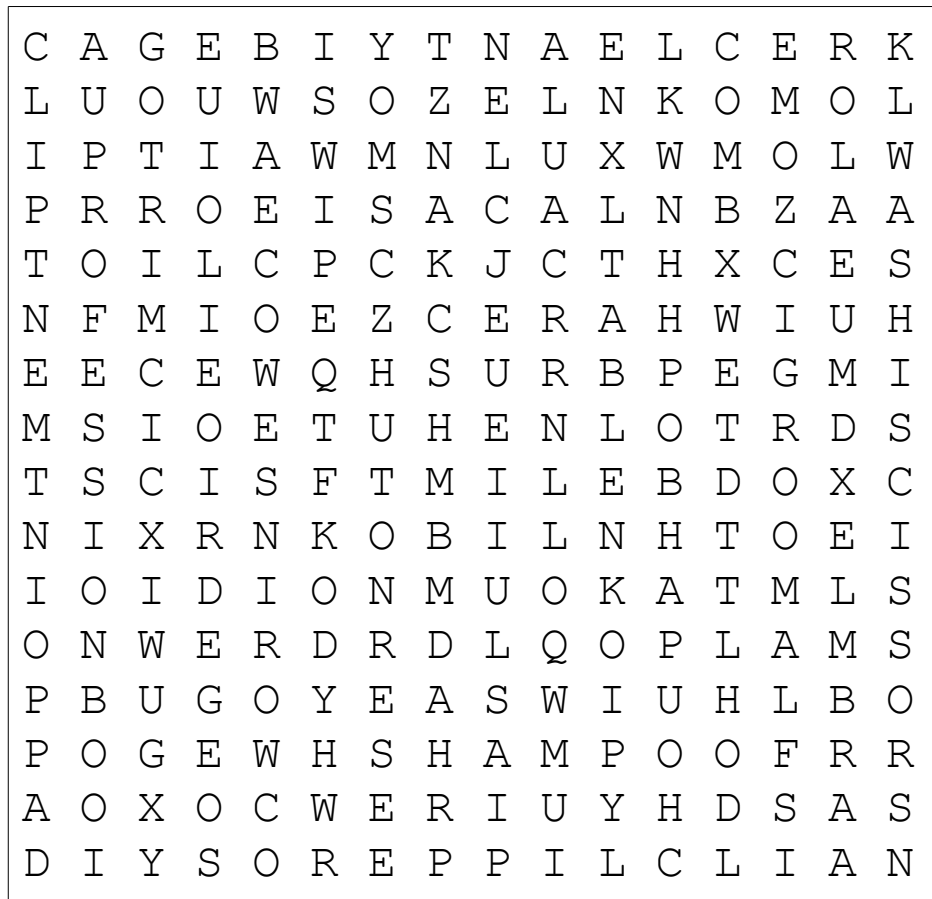 C A G E B I Y T N A E L C E R K
L U O U W S O Z E L N K O M O L
I P T I A W M N L U X W M O L W
P R R O E I S A C A L N B Z A A
T O I L C P C K J C T H X C E S
N F M I O E Z C E R A H W I U H
E E C E W Q H S U R B P E G M I
M S I O E T U H E N L O T R D S
T S C I S F T M I L E B D O X C
N I X R N K O B I L N H T O E I
I O I D I O N M U O K A T M L S
O N W E R D R D L Q O P L A M S
P B U G O Y E A S W I U H L B O
P O G E W H S H A M P O O F R R
A O X O C W E R I U Y H D S A S
D I Y S O R E P P I L C L I A N